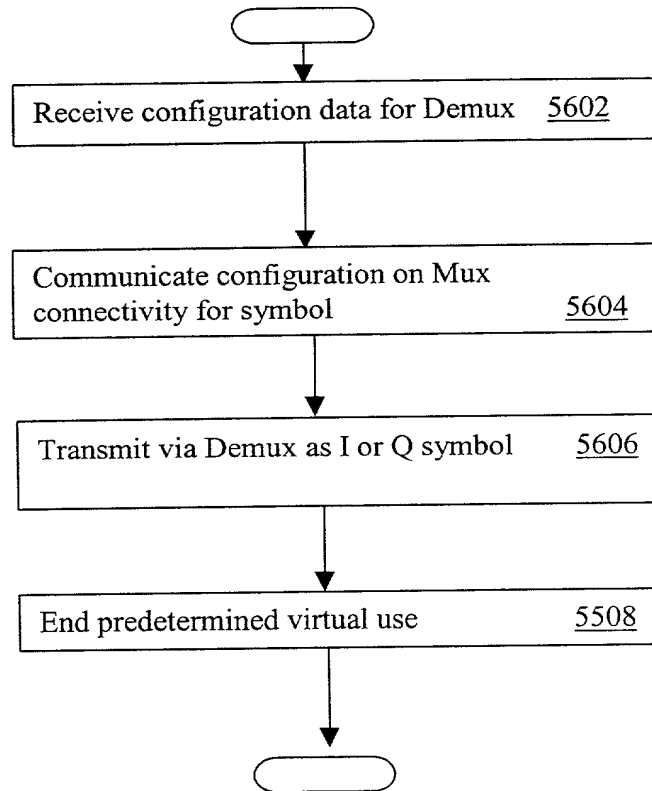 Receive configuration data for Demux 5602
Communicate configuration on Mux
connectivity for symbol 5604
Transmit via Demux as I or Q symbol 5606
End predetermined virtual use 5508